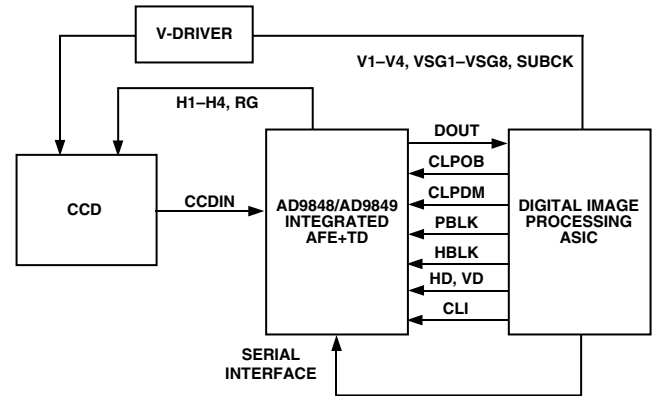 V-DRIVER
V1–V4, VSG1–VSG8, SUBCK
H1–H4, RG
DOUT
CLPOB
CCD
CCDIN
AD9848/AD9849
INTEGRATED
AFE+TD
CLPDM
PBLK
HBLK
HD, VD
CLI
DIGITAL IMAGE
PROCESSING
ASIC
SERIAL
INTERFACE